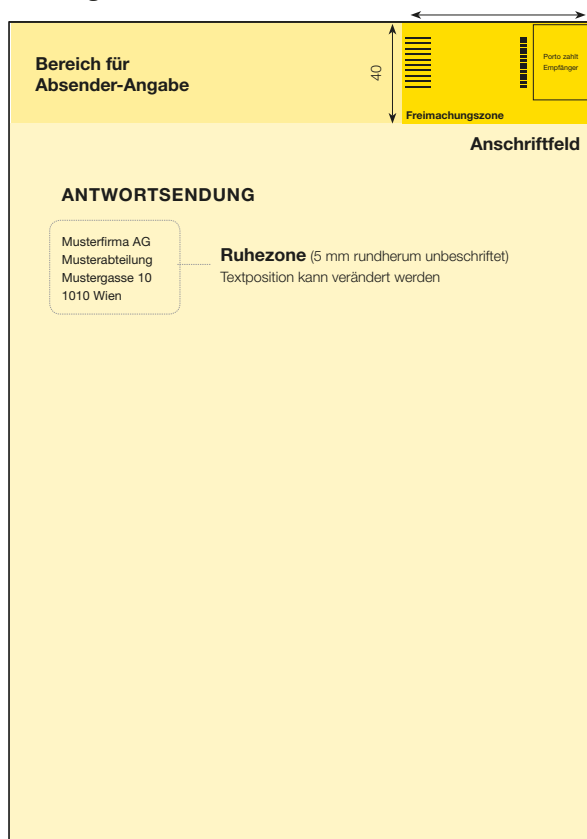 Bereich für
Absender-Angabe
40
Porto zahlt
Empfänger
Freimachungszone
Anschriftfeld
ANTWORTSENDUNG
Musterfirma AG
Musterabteilung
Mustergasse 10
1010 Wien
Ruhezone (5 mm rundherum unbeschriftet)
Textposition kann verändert werden